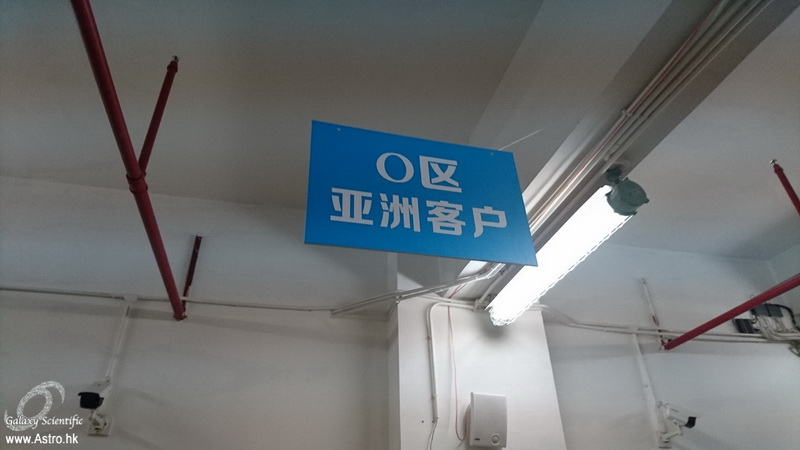 O区
亚洲客户
Galaxy Scientific
www.Astro.hk